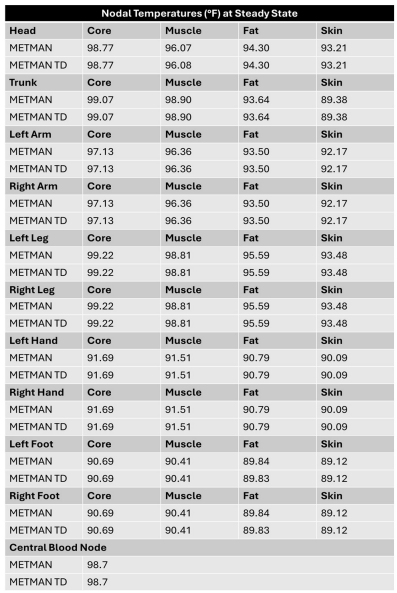 Nodal Temperatures (°F) at Steady State
Head Core Muscle Fat Skin
METMAN 98.77 96.07 94.30 93.21
METMAN TD 98.77 96.08 94.30 93.21
Trunk Core Muscle Fat Skin
METMAN 99.07 98.90 93.64 89.38
METMAN TD 99.07 98.90 93.64 89.38
Left Arm Core Muscle Fat Skin
METMAN 97.13 96.36 93.50 92.17
METMAN TD 97.13 96.36 93.50 92.17
Right Arm Core Muscle Fat Skin
METMAN 97.13 96.36 93.50 92.17
METMAN TD 97.13 96.36 93.50 92.17
Left Leg Core Muscle Fat Skin
METMAN 99.22 98.81 95.59 93.48
METMAN TD 99.22 98.81 95.59 93.48
Right Leg Core Muscle Fat Skin
METMAN 99.22 98.81 95.59 93.48
METMAN TD 99.22 98.81 95.59 93.48
Left Hand Core Muscle Fat Skin
METMAN 91.69 91.51 90.79 90.09
METMAN TD 91.69 91.51 90.79 90.09
Right Hand Core Muscle Fat Skin
METMAN 91.69 91.51 90.79 90.09
METMAN TD 91.69 91.51 90.79 90.09
Left Foot Core Muscle Fat Skin
METMAN 90.69 90.41 89.84 89.12
METMAN TD 90.69 90.41 89.83 89.12
Right Foot Core Muscle Fat Skin
METMAN 90.69 90.41 89.84 89.12
METMAN TD 90.69 90.41 89.83 89.12
Central Blood Node
METMAN 98.7
METMAN TD 98.7